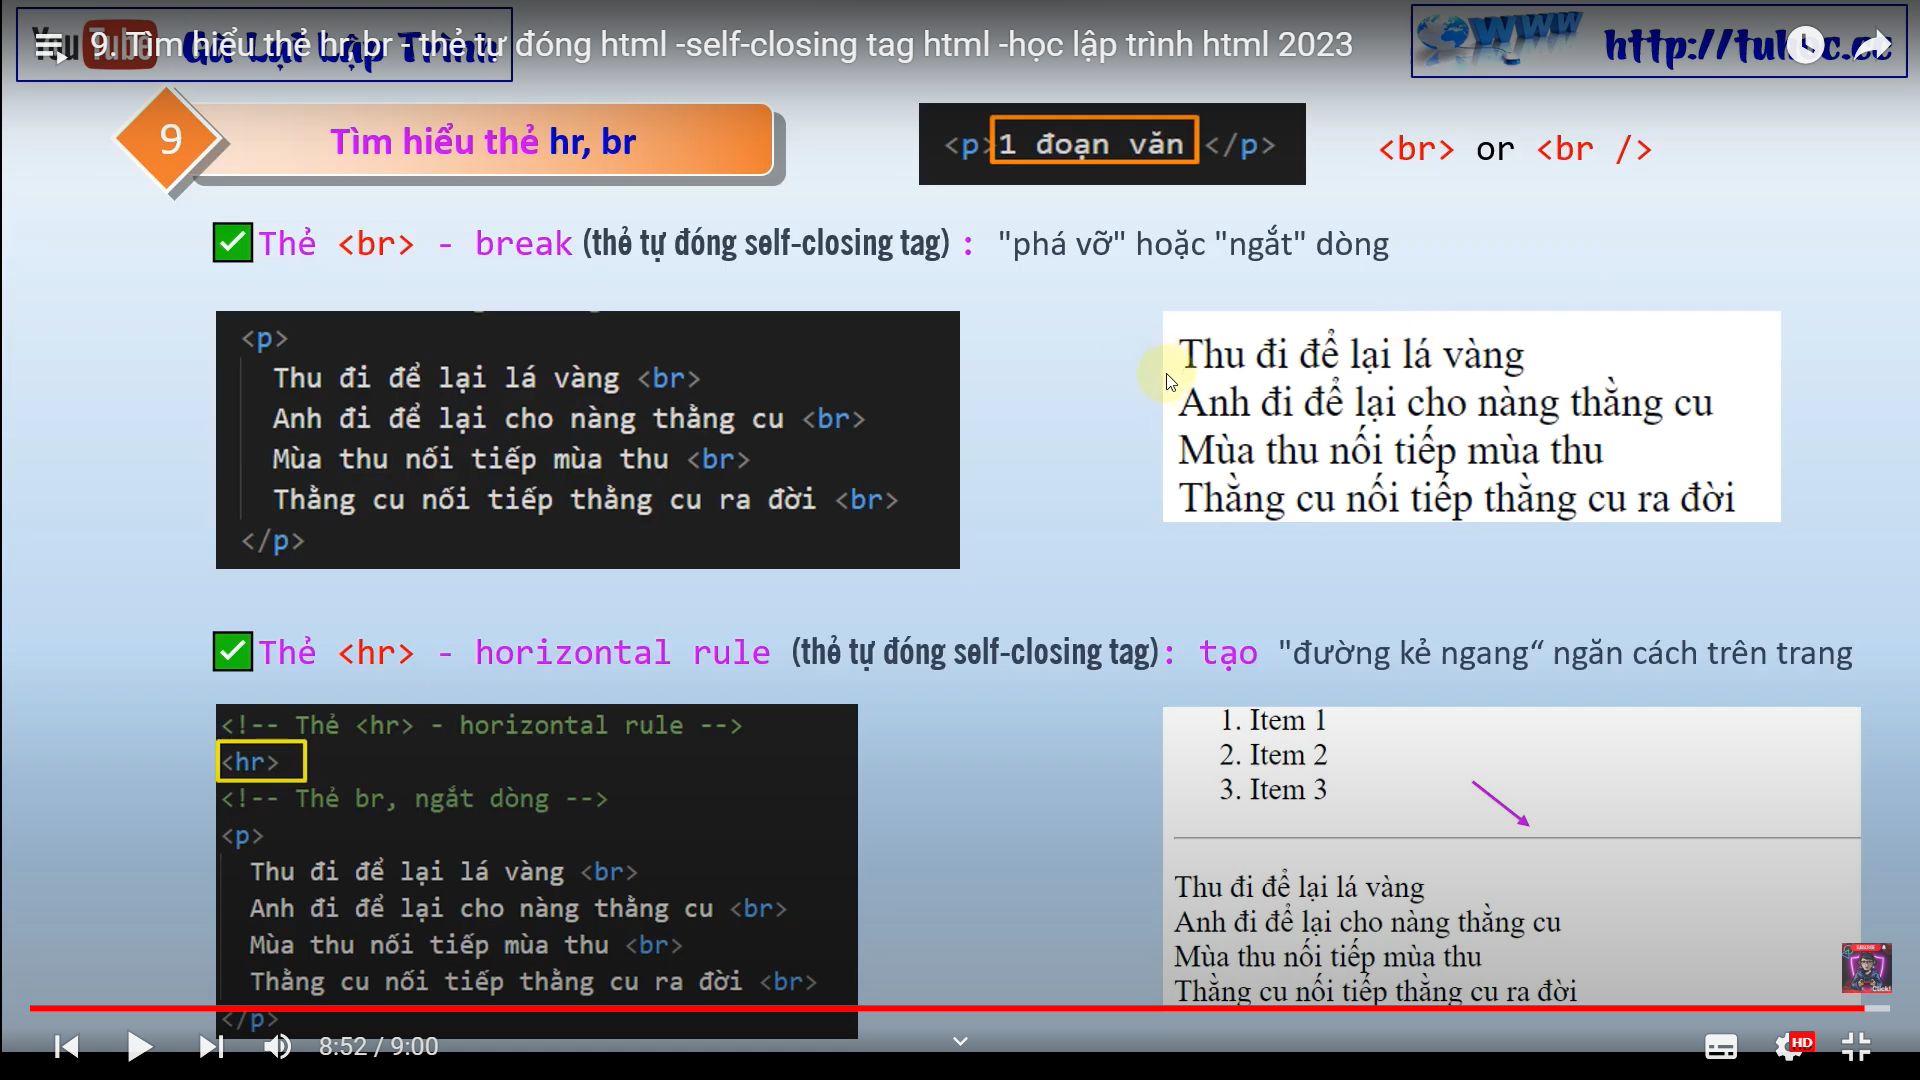 YouTube
9. Tìm hiểu thẻ hr, br - thẻ tự đóng html -self-closing tag html -học lập trình html 2023
WWW
9
Tìm hiểu thẻ hr, br
<p>1 đoạn văn </p>
<br> or <br />
Thẻ <br> - break (thẻ tự đóng self-closing tag) : "phá vỡ" hoặc "ngắt" dòng
<p>
Thu đi để lại lá vàng <br>
Anh đi để lại cho nàng thằng cu <br>
Mùa thu nối tiếp mùa thu <br>
Thằng cu nối tiếp thằng cu ra đời <br>
</p>
Thu đi để lại lá vàng
Anh đi để lại cho nàng thằng cu
Mùa thu nối tiếp mùa thu
Thằng cu nối tiếp thằng cu ra đời
Thẻ <hr> - horizontal rule (thẻ tự đóng self-closing tag): tạo "đường kẻ ngang“ ngăn cách trên trang
<!-- Thẻ <hr> - horizontal rule -->
<hr>
<!-- Thẻ br, ngắt dòng -->
<p>
Thu đi để lại lá vàng <br>
Anh đi để lại cho nàng thằng cu <br>
Mùa thu nối tiếp mùa thu <br>
Thằng cu nối tiếp thằng cu ra đời <br>
</p>
1. Item 1
2. Item 2
3. Item 3
Thu đi để lại lá vàng
Anh đi để lại cho nàng thằng cu
Mùa thu nối tiếp mùa thu
Thằng cu nối tiếp thằng cu ra đời
SUBSCRIBE
Click!
8:52 / 9:00
HD